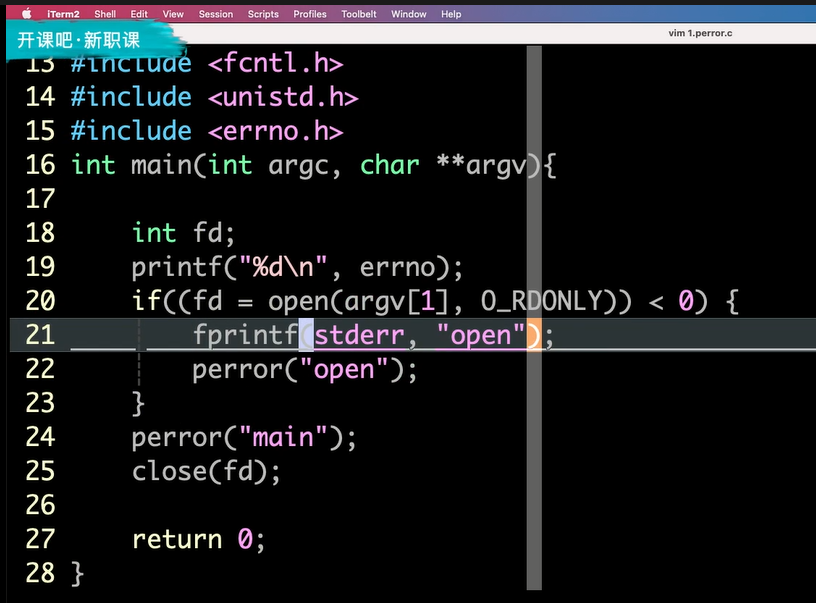 iTerm2 Shell Edit View Session Scripts Profiles Toolbelt Window Help
开课吧·新职课
vim 1.perror.c
13 #include <fcntl.h>
14 #include <unistd.h>
15 #include <errno.h>
16 int main(int argc, char **argv){
17
18     int fd;
19     printf("%d\n", errno);
20     if((fd = open(argv[1], O_RDONLY)) < 0) {
21         fprintf(stderr, "open");
22         perror("open");
23     }
24     perror("main");
25     close(fd);
26
27     return 0;
28 }